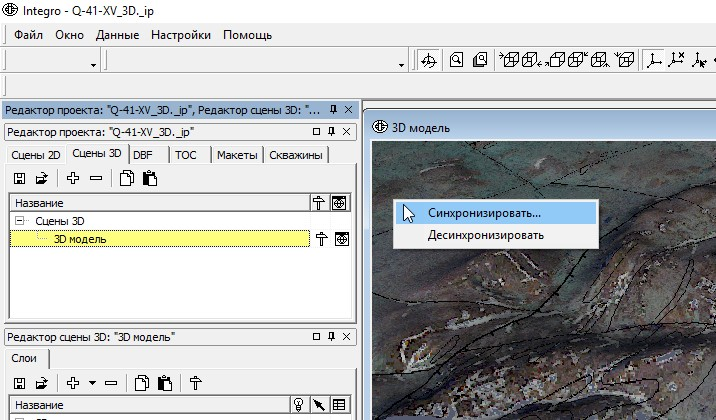 Integro - Q-41-XV_3D._ip
Файл Окно Данные Настройки Помощь
Редактор проекта: "Q-41-XV_3D._ip", Редактор сцены 3D: "...
Редактор проекта: "Q-41-XV_3D._ip"
Сцены 2D Сцены 3D DBF TOC Макеты Скважины
Название
Сцены 3D
3D модель
Редактор сцены 3D: "3D модель"
Слои
Название
3D модель
Синхронизировать...
Десинхронизировать